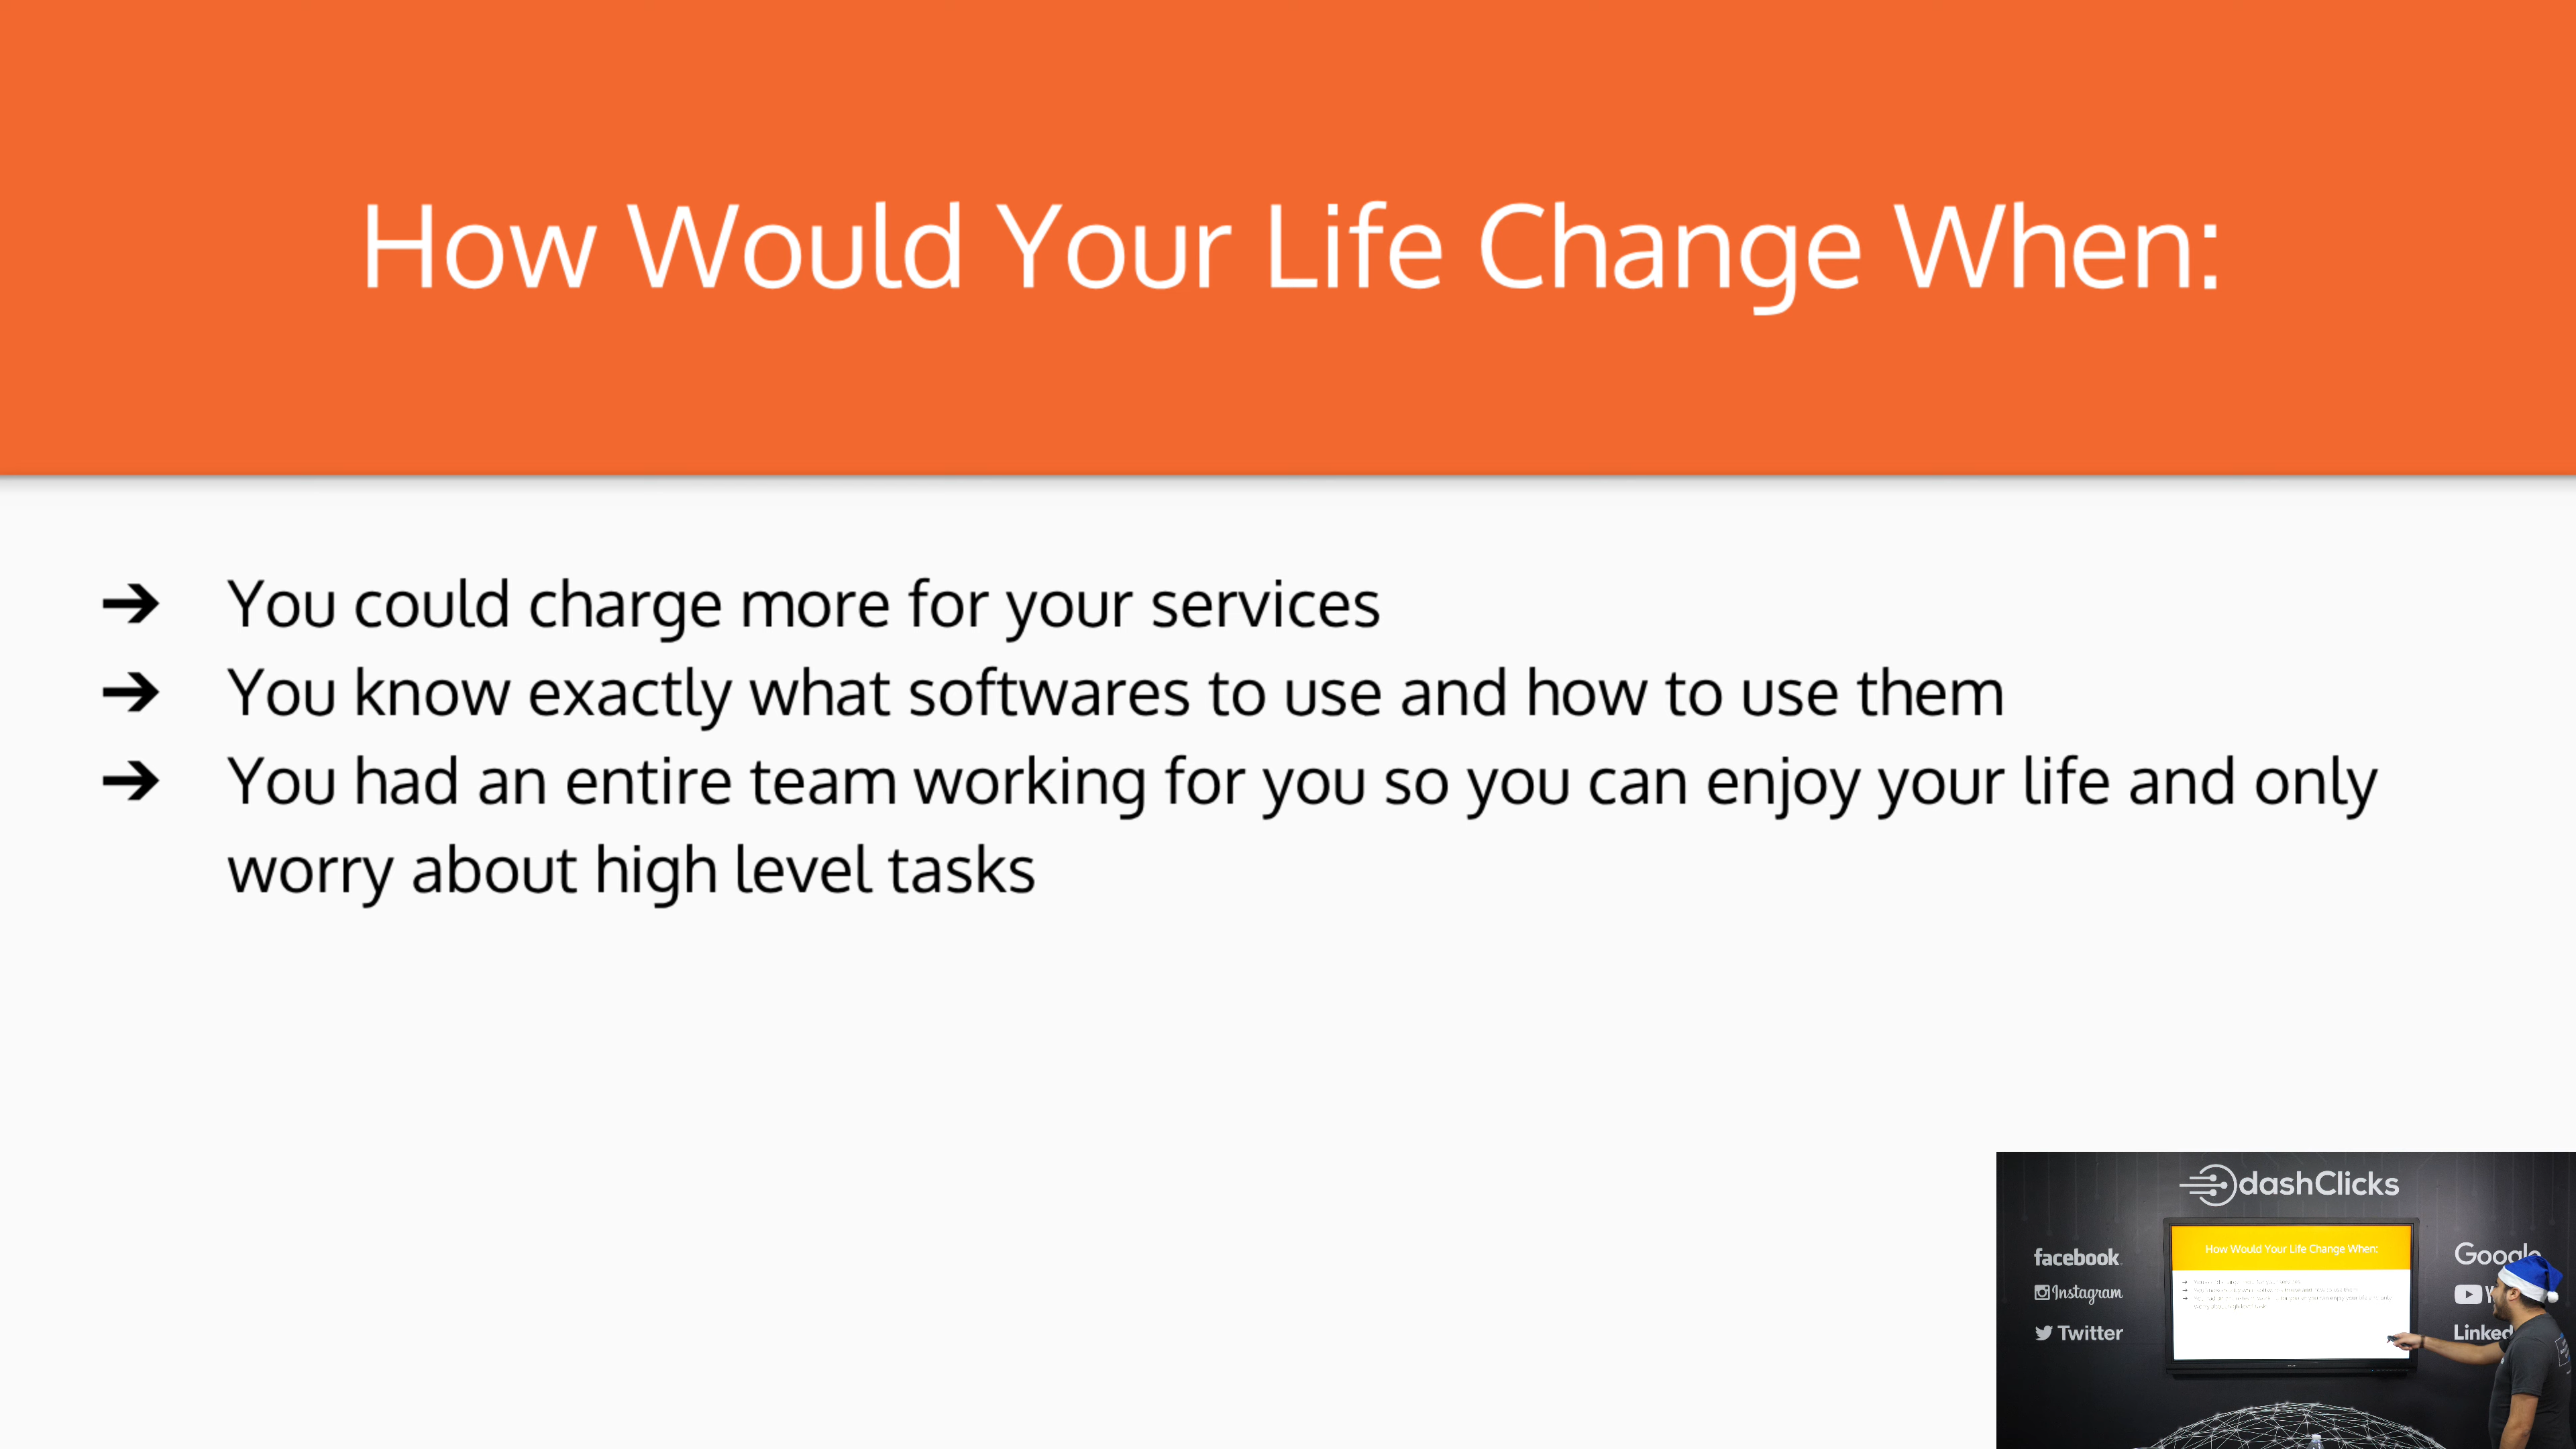 How Would Your Life Change When:
➔ You could charge more for your services
➔ You know exactly what softwares to use and how to use them
➔ You had an entire team working for you so you can enjoy your life and only
worry about high level tasks
dashClicks
How Would Your Life Change When:
facebook
Instagram
Twitter
Google
Linked